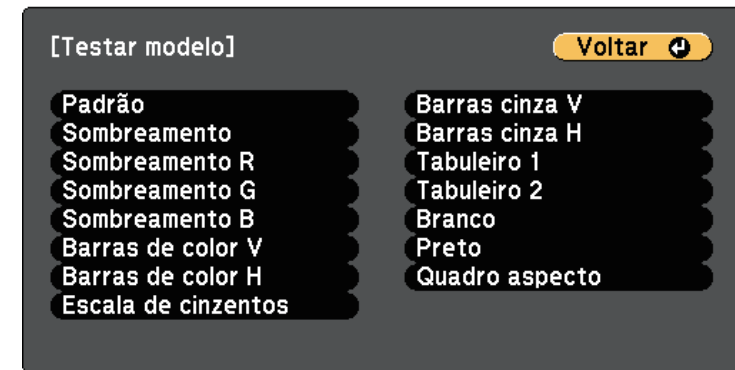 [Testar modelo]
Voltar
Padrão
Sombreamento
Sombreamento R
Sombreamento G
Sombreamento B
Barras de color V
Barras de color H
Escala de cinzentos
Barras cinza V
Barras cinza H
Tabuleiro 1
Tabuleiro 2
Branco
Preto
Quadro aspecto